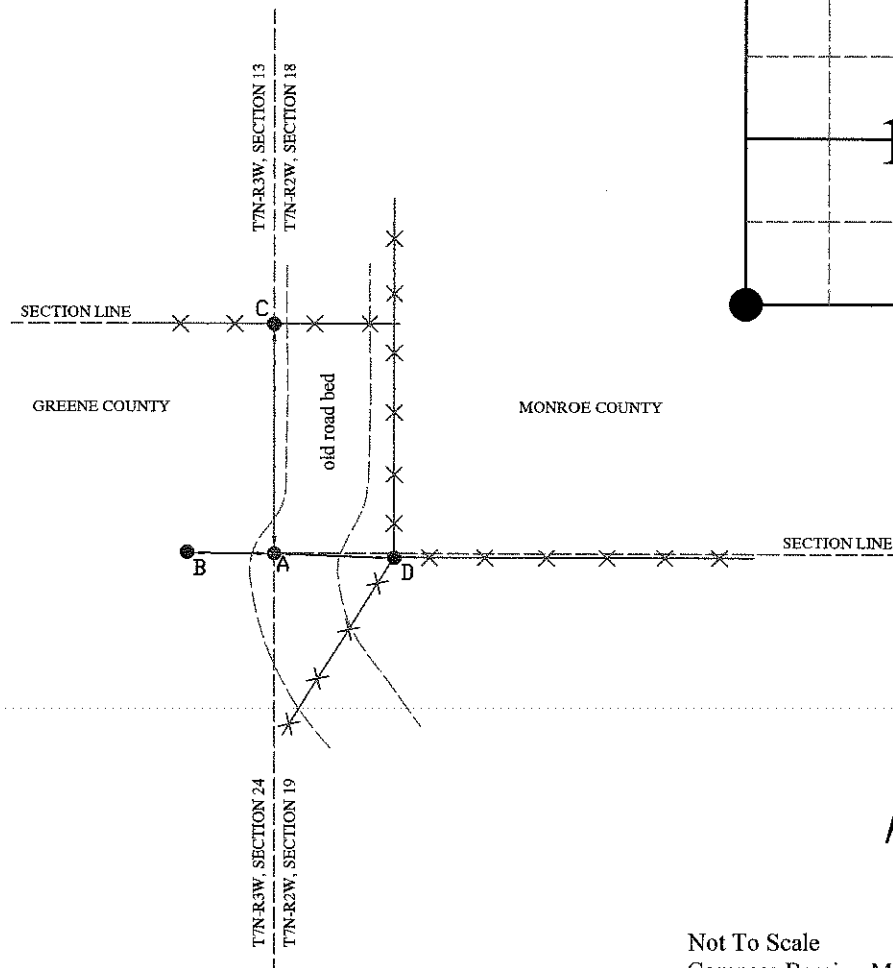 T7N-R3W, SECTION 13
T7N-R2W, SECTION 18
SECTION LINE
C
GREENE COUNTY
old road bed
MONROE COUNTY
SECTION LINE
B
A
D
T7N-R3W, SECTION 24
T7N-R2W, SECTION 19
Not To Scale